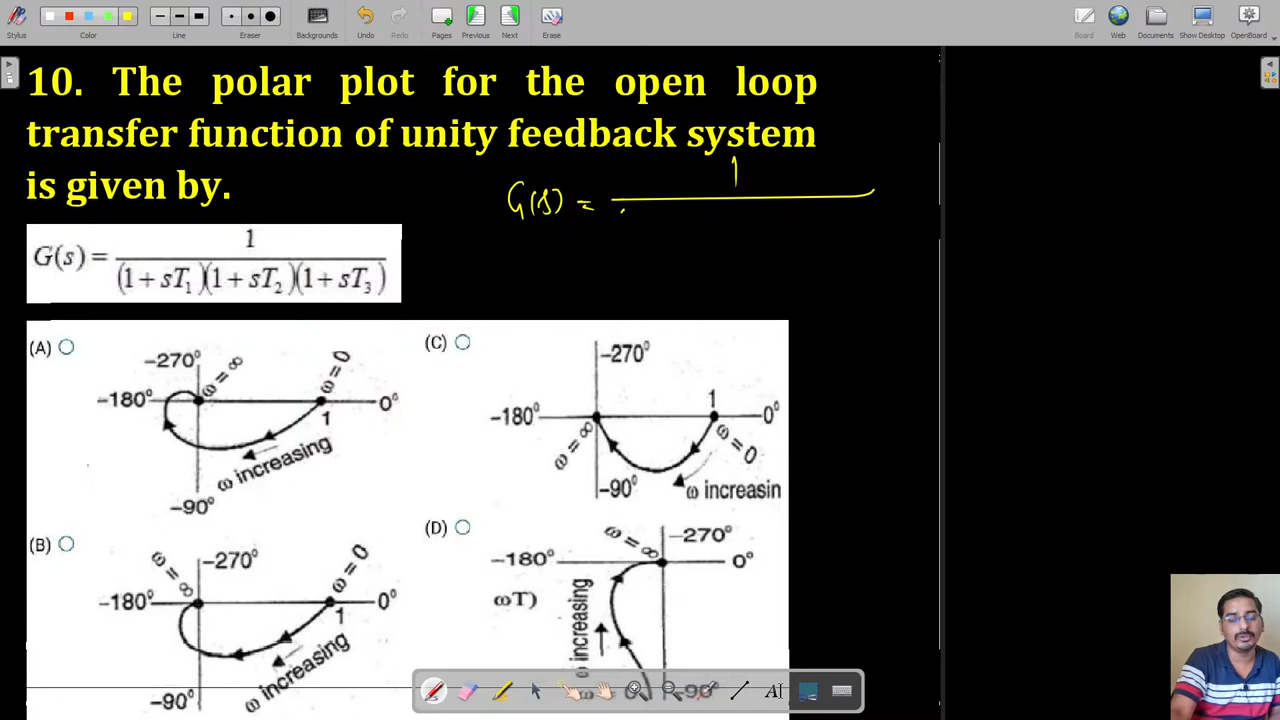 Stylus Color Line Eraser Backgrounds Undo Redo Pages Previous Next Erase Board Web Documents Show Desktop OpenBoard
10. The polar plot for the open loop
transfer function of unity feedback system
is given by.
G(s) = 1 /
G(s) = 1 / (1 + sT₁)(1 + sT₂)(1 + sT₃)
(A)
-270°
ω = ∞
ω = 0
-180°
0°
1
ω increasing
-90°
(B)
ω = ∞
-270°
ω = 0
-180°
0°
1
ω increasing
-90°
(C)
-270°
1
-180°
0°
ω = ∞
ω = 0
-90°
ω increasin
(D)
ω = ∞
-270°
-180°
0°
ωT)
ω increasing
-90°